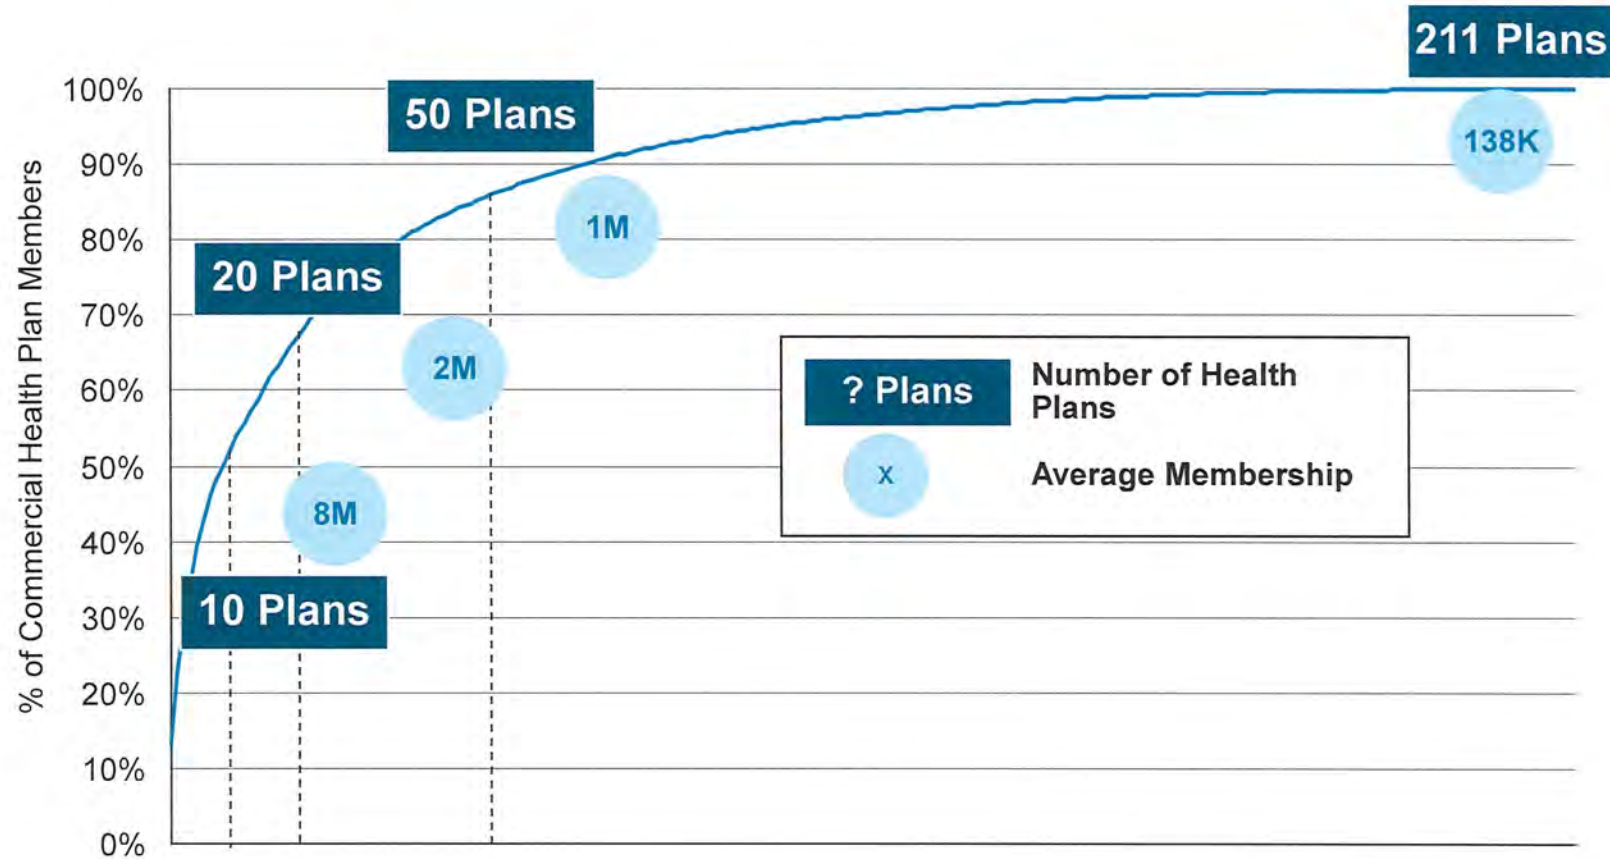 211 Plans
50 Plans
20 Plans
10 Plans
138K
1M
2M
8M
% of Commercial Health Plan Members
100%
90%
80%
70%
60%
50%
40%
30%
20%
10%
0%
? Plans
Number of Health
Plans
X
Average Membership